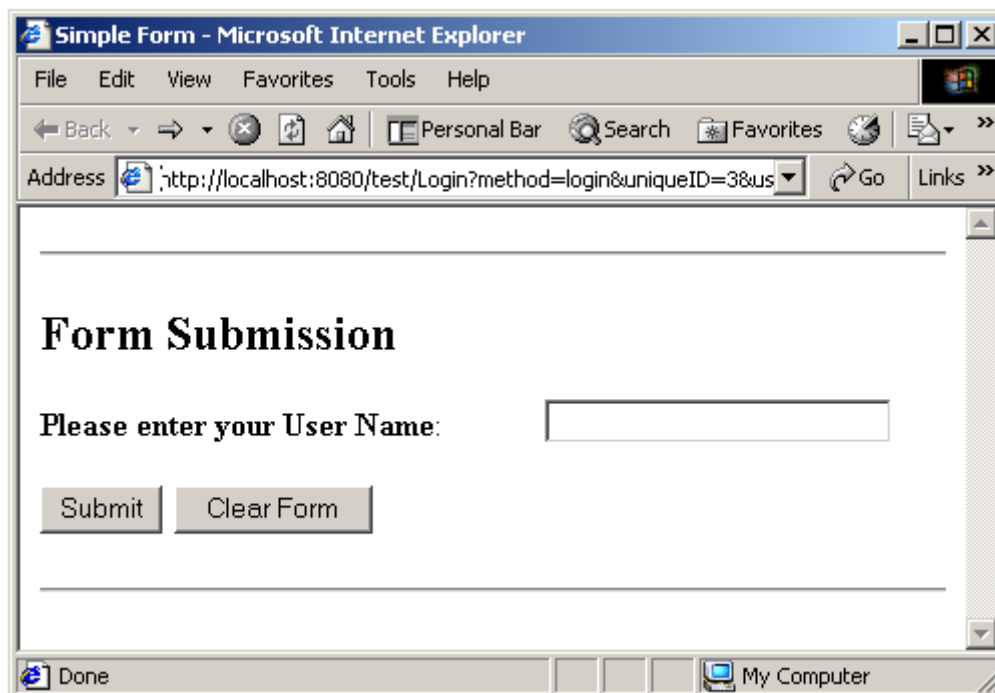 Simple Form - Microsoft Internet Explorer
File Edit View Favorites Tools Help
Back Personal Bar Search Favorites »
Address http://localhost:8080/test/Login?method=login&uniqueID=3&us Go Links »
Form Submission
Please enter your User Name:
Submit Clear Form
Done My Computer